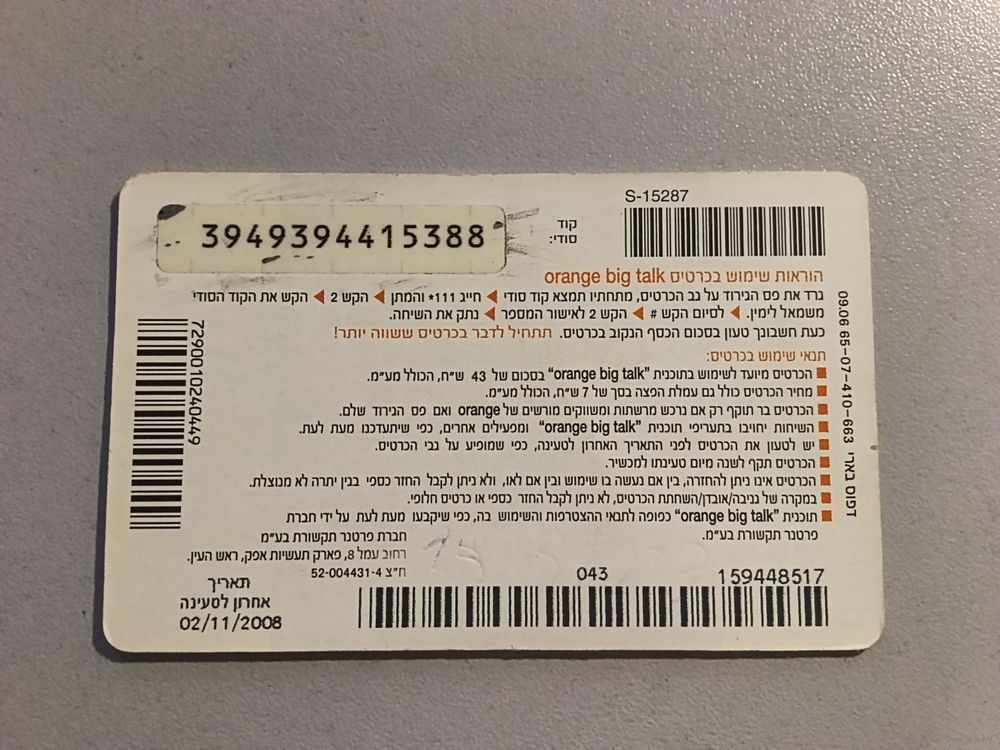 S-15287
קוד
סודי:
3949394415388
הוראות שימוש בכרטיס orange big talk
גרד את פס הגירוד על גב הכרטיס, מתחתיו תמצא קוד סודי ◀ חייג 111* והמתן ◀ הקש 2 ◀ הקש את הקוד הסודי
משמאל לימין. ◀ לסיום הקש # ◀ הקש 2 לאישור המספר ◀ נתק את השיחה.
כעת חשבונך טעון בסכום הכסף הנקוב בכרטיס. תתחיל לדבר בכרטיס ששווה יותר!
תנאי שימוש בכרטיס:
■ הכרטיס מיועד לשימוש בתוכנית "orange big talk" בסכום של 43 ש"ח, הכולל מע"מ.
■ מחיר הכרטיס כולל גם עמלת הפצה בסך של 7 ש"ח, הכולל מע"מ.
■ הכרטיס בר תוקף רק אם נרכש מרשתות ומשווקים מורשים של orange ואם פס הגירוד שלם.
■ השיחות יחויבו בתעריפי תוכנית "orange big talk" ומפעילים אחרים, כפי שיתעדכנו מעת לעת.
■ יש לטעון את הכרטיס לפני התאריך האחרון לטעינה, כפי שמופיע על גבי הכרטיס.
■ הכרטיס תקף לשנה מיום טעינתו למכשיר.
■ הכרטיס אינו ניתן להחזרה, בין אם נעשה בו שימוש ובין אם לאו, ולא ניתן לקבל החזר כספי בגין יתרה לא מנוצלת.
■ במקרה של גניבה/אובדן/השחתת הכרטיס, לא ניתן לקבל החזר כספי או כרטיס חלופי.
■ תוכנית "orange big talk" כפופה לתנאי ההצטרפות והשימוש בה, כפי שיקבעו מעת לעת על ידי חברת
פרטנר תקשורת בע"מ.
חברת פרטנר תקשורת בע"מ
רחוב עמל 8, פארק תעשיות אפק, ראש העין.
ח"צ 52-004431-4
043
159448517
תאריך
אחרון לטעינה
02/11/2008
7290010240449
דפוס בארי 09.06 65-07-410-663